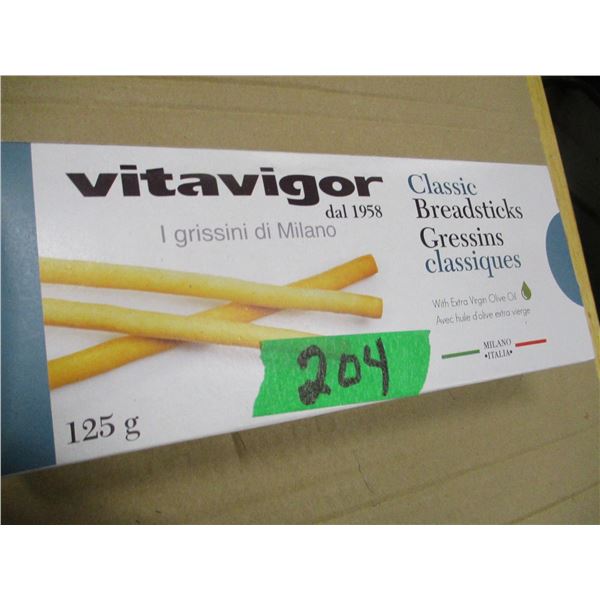 vitavigor
dal 1958
I grissini di Milano
Classic
Breadsticks
Gressins
classiques
With Extra Virgin Olive Oil
Avec huile d'olive extra vierge
MILANO
•ITALIA•
204
125 g